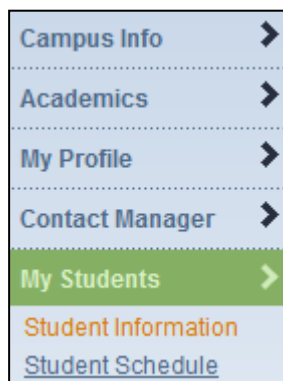 Campus Info
Academics
My Profile
Contact Manager
My Students
Student Information
Student Schedule